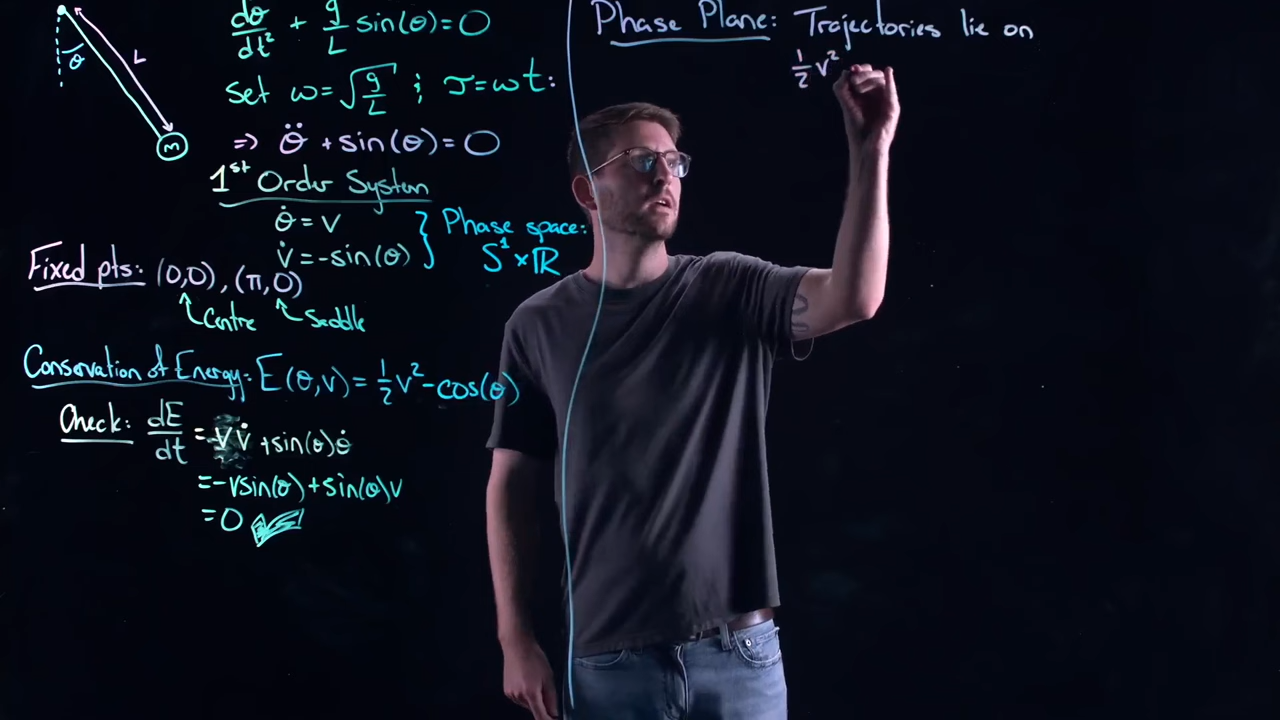 θ
L
m
dθ/dt² + g/L sin(θ)=0
Set ω=√(g/L) ; τ=ωt:
⇒ θ̈ +sin(θ)=0
1st Order System
θ̇ = v
v̇=-sin(θ)
} Phase space:
S¹×ℝ
Fixed pts: (0,0), (π,0)
Centre
Saddle
Conservation of Energy: E(θ,v)=½v²-cos(θ)
Check: dE/dt = vv̇ +sin(θ)θ̇
=-vsin(θ)+sin(θ)v
=0
Phase Plane: Trajectories lie on
½v²